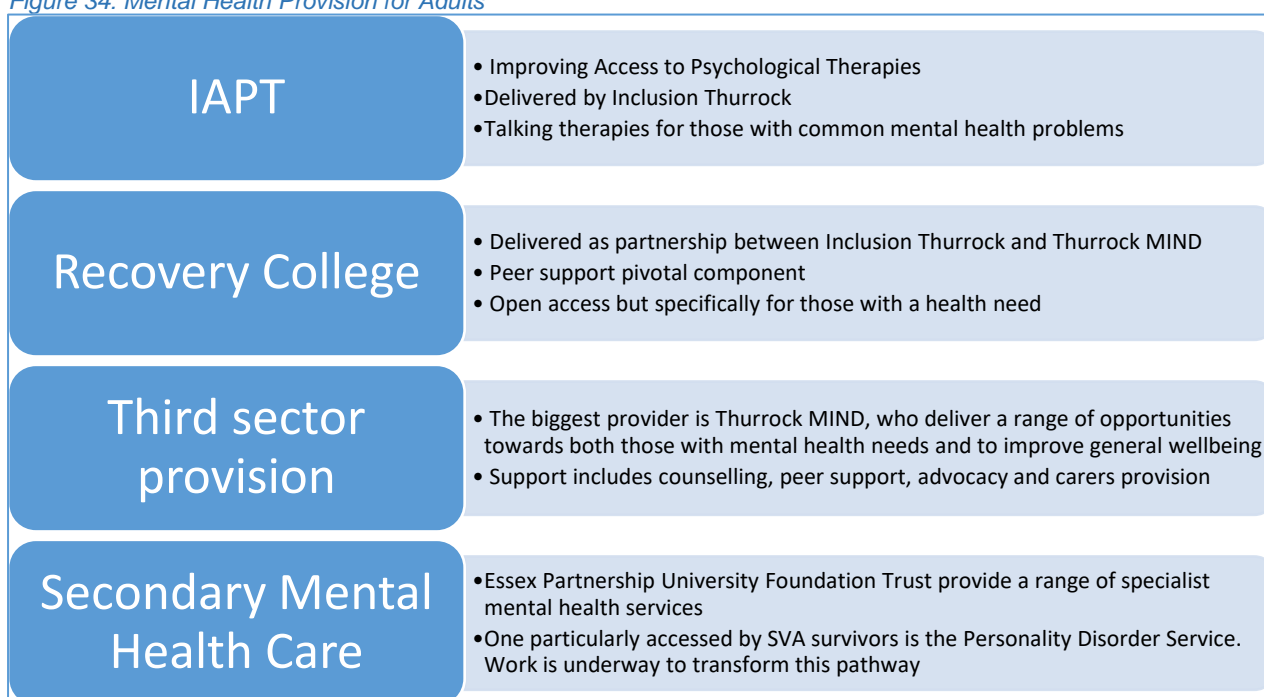 Figure 34: Mental Health Provision for Adults
IAPT
• Improving Access to Psychological Therapies
•Delivered by Inclusion Thurrock
•Talking therapies for those with common mental health problems
Recovery College
• Delivered as partnership between Inclusion Thurrock and Thurrock MIND
• Peer support pivotal component
• Open access but specifically for those with a health need
Third sector
provision
• The biggest provider is Thurrock MIND, who deliver a range of opportunities
towards both those with mental health needs and to improve general wellbeing
• Support includes counselling, peer support, advocacy and carers provision
Secondary Mental
Health Care
•Essex Partnership University Foundation Trust provide a range of specialist
mental health services
•One particularly accessed by SVA survivors is the Personality Disorder Service.
Work is underway to transform this pathway